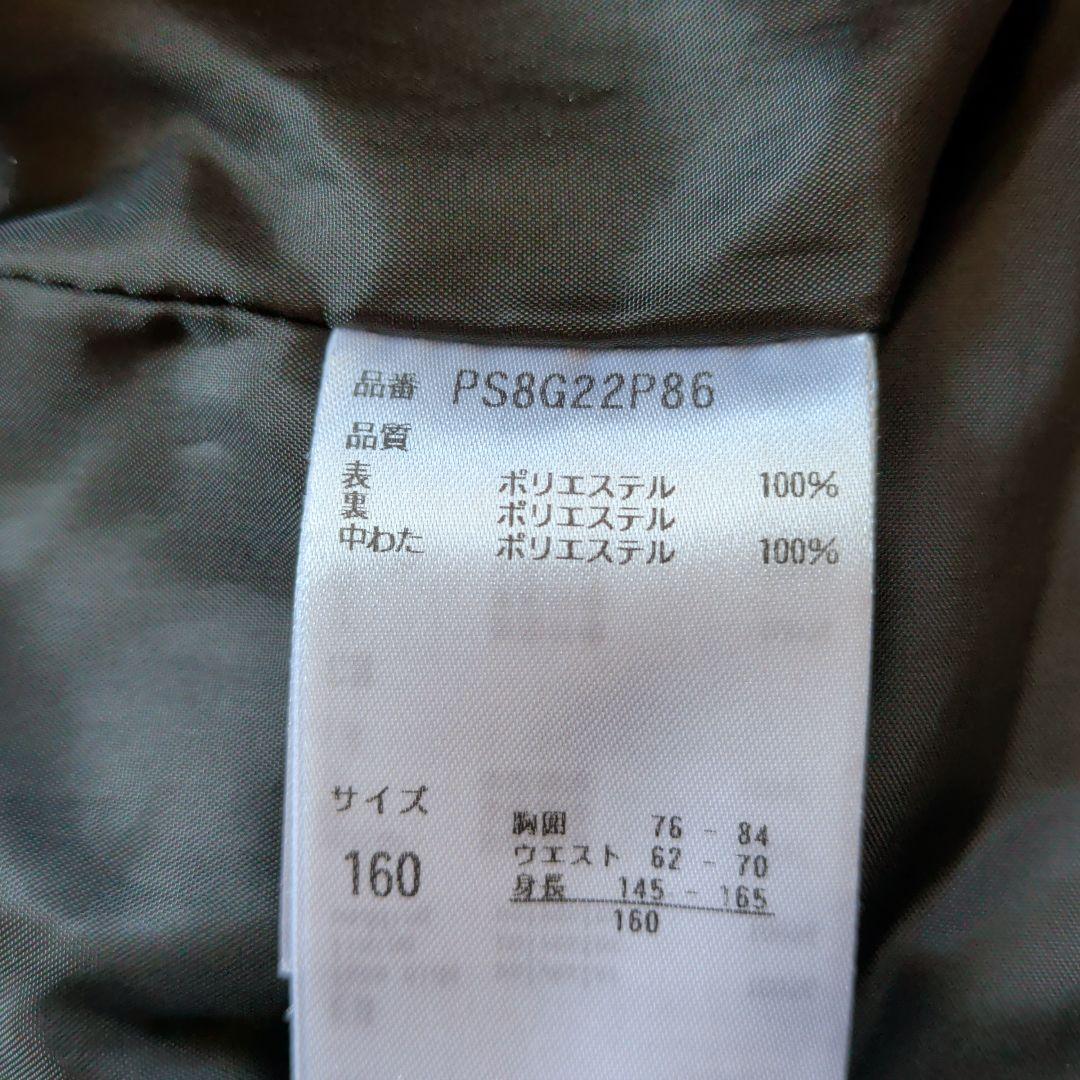 品番 PS8G22P86
品質
表 ポリエステル 100%
裏 ポリエステル
中わた ポリエステル 100%
サイズ
160
胸囲 76 - 84
ウエスト 62 - 70
身長 145 - 165
160